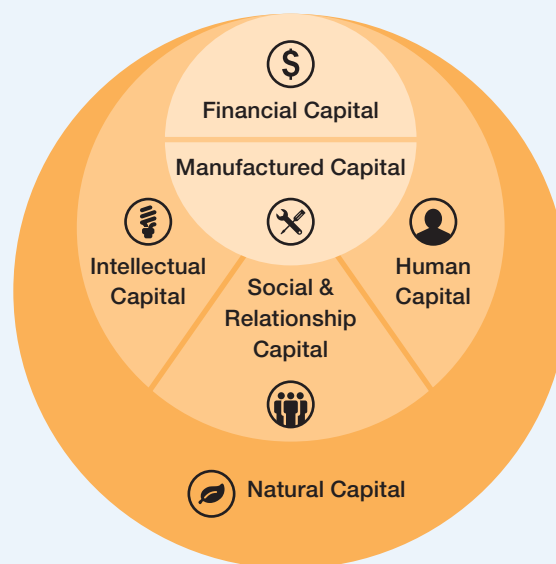 $
Financial Capital
Manufactured Capital
Intellectual
Capital
Human
Capital
Social &
Relationship
Capital
Natural Capital